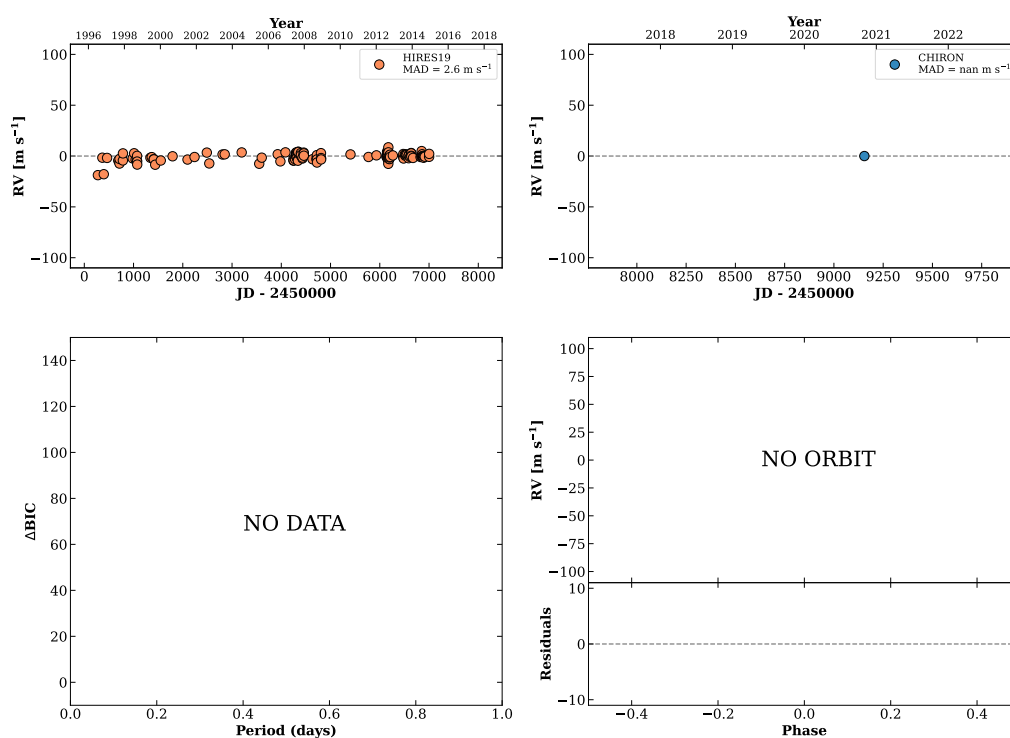 Year
1996 1998 2000 2002 2004 2006 2008 2010 2012 2014 2016 2018
HIRES19
MAD = 2.6 m s⁻¹
100
50
0
−50
−100
RV [m s⁻¹]
0 1000 2000 3000 4000 5000 6000 7000 8000
JD - 2450000
Year
2018 2019 2020 2021 2022
CHIRON
MAD = nan m s⁻¹
100
50
0
−50
−100
RV [m s⁻¹]
8000 8250 8500 8750 9000 9250 9500 9750
JD - 2450000
140
120
100
80
60
40
20
0
ΔBIC
NO DATA
0.0 0.2 0.4 0.6 0.8 1.0
Period (days)
100
75
50
25
0
−25
−50
−75
−100
RV [m s⁻¹]
NO ORBIT
10
0
−10
Residuals
−0.4 −0.2 0.0 0.2 0.4
Phase